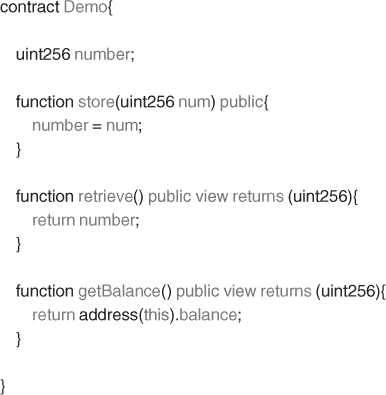 contract Demo{
uint256 number;
function store(uint256 num) public{
number = num;
}
function retrieve() public view returns (uint256){
return number;
}
function getBalance() public view returns (uint256){
return address(this).balance;
}
}